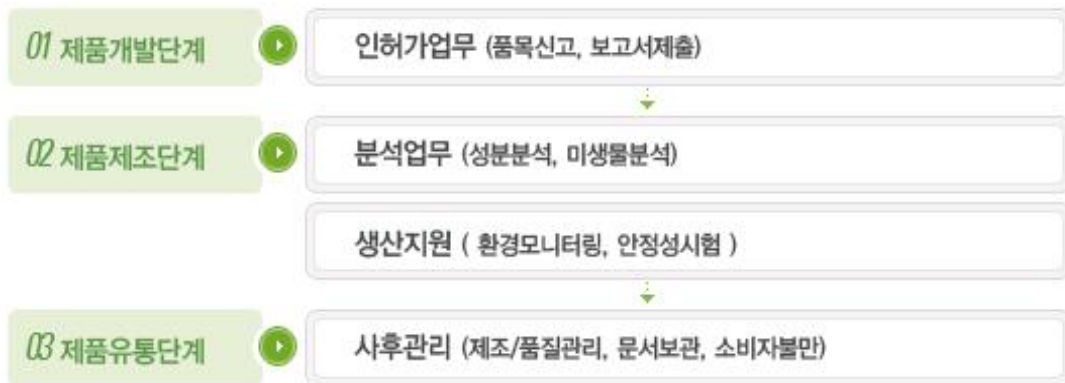 01 제품개발단계
인허가업무 (품목신고, 보고서제출)
02 제품제조단계
분석업무 (성분분석, 미생물분석)
생산지원 ( 환경모니터링, 안정성시험 )
03 제품유통단계
사후관리 (제조/품질관리, 문서보관, 소비자불만)